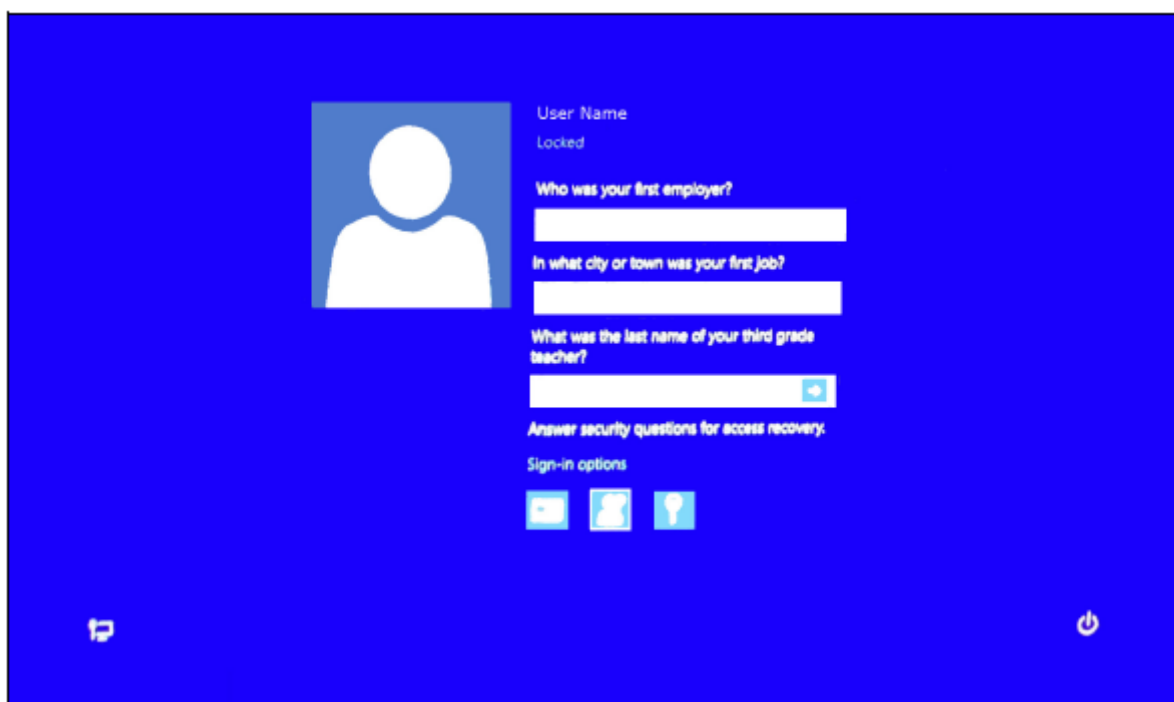 User Name
Locked
Who was your first employer?
In what city or town was your first job?
What was the last name of your third grade
teacher?
Answer security questions for access recovery.
Sign-in options